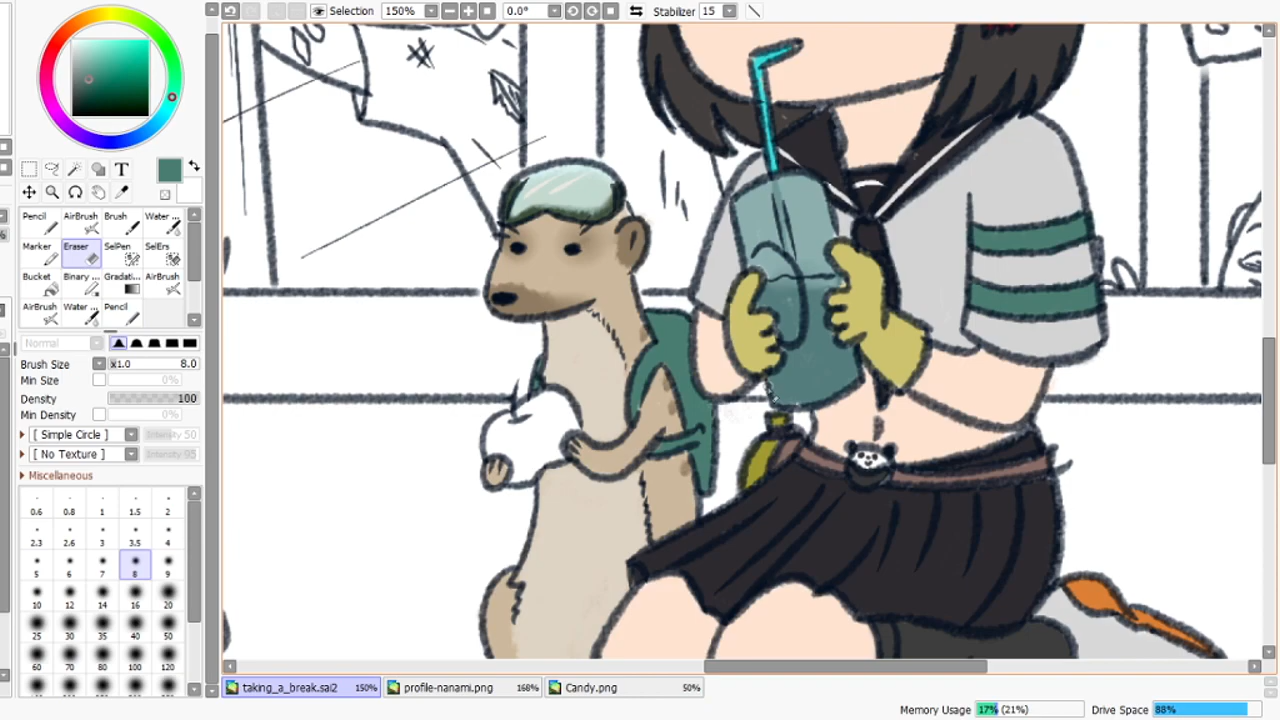 Selection 150% 0.0° Stabilizer 15
T
Pencil AirBrush Brush Water ...
Marker Eraser SelPen SelErs
Bucket Binary ... Gradati... AirBrush
AirBrush Water ... Pencil
Normal
Brush Size x1.0 8.0
Min Size 0%
Density 100
Min Density 0%
[ Simple Circle ] Intensity 50
[ No Texture ] Intensity 95
Miscellaneous
0.6 0.8 1 1.5 2
2.3 2.6 3 3.5 4
5 6 7 8 9
10 12 14 16 20
25 30 35 40 50
60 70 80 100 120
taking_a_break.sai2 150% profile-nanami.png 168% Candy.png 50%
Memory Usage 17% (21%) Drive Space 88%